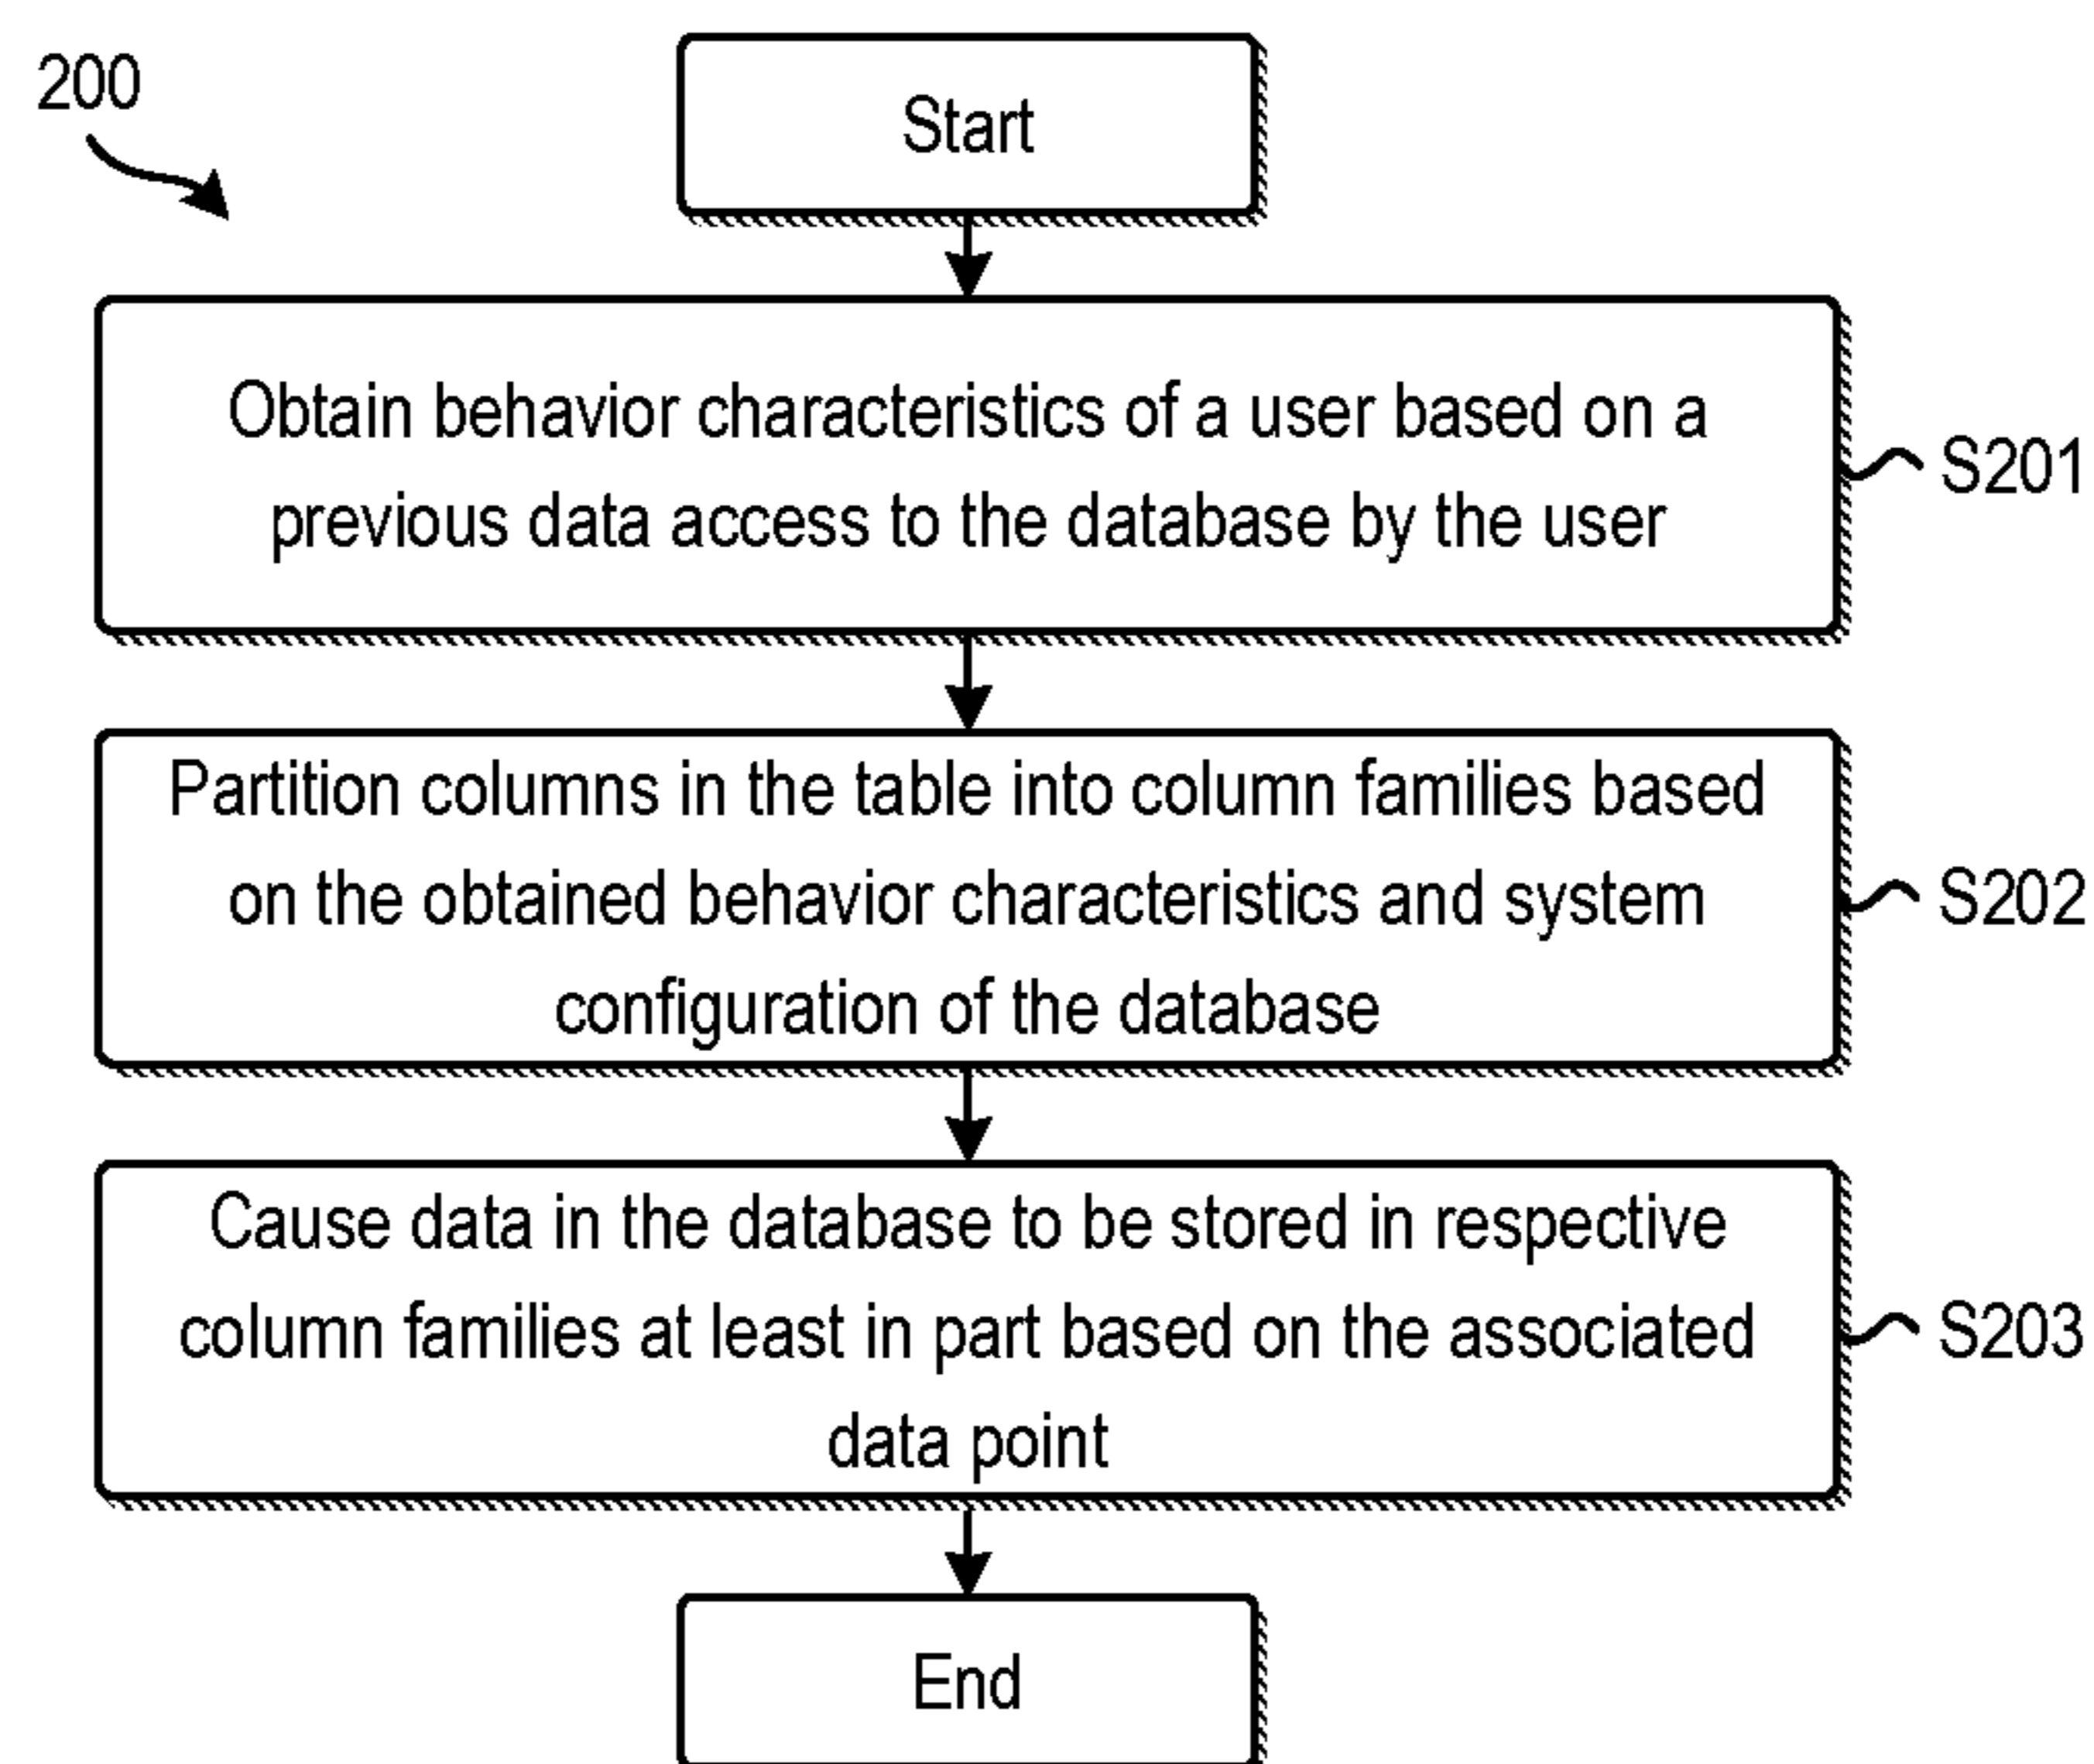 200
Start
Obtain behavior characteristics of a user based on a
previous data access to the database by the user
S201
Partition columns in the table into column families based
on the obtained behavior characteristics and system
configuration of the database
S202
Cause data in the database to be stored in respective
column families at least in part based on the associated
data point
S203
End